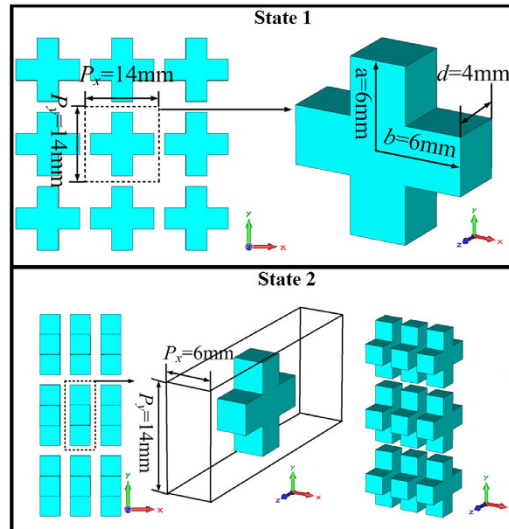 State 1
Px=14mm
Py=14mm
a=6mm
b=6mm
d=4mm
y
x
y
z
x
State 2
Px=6mm
Py=14mm
y
x
y
z
x
y
z
x